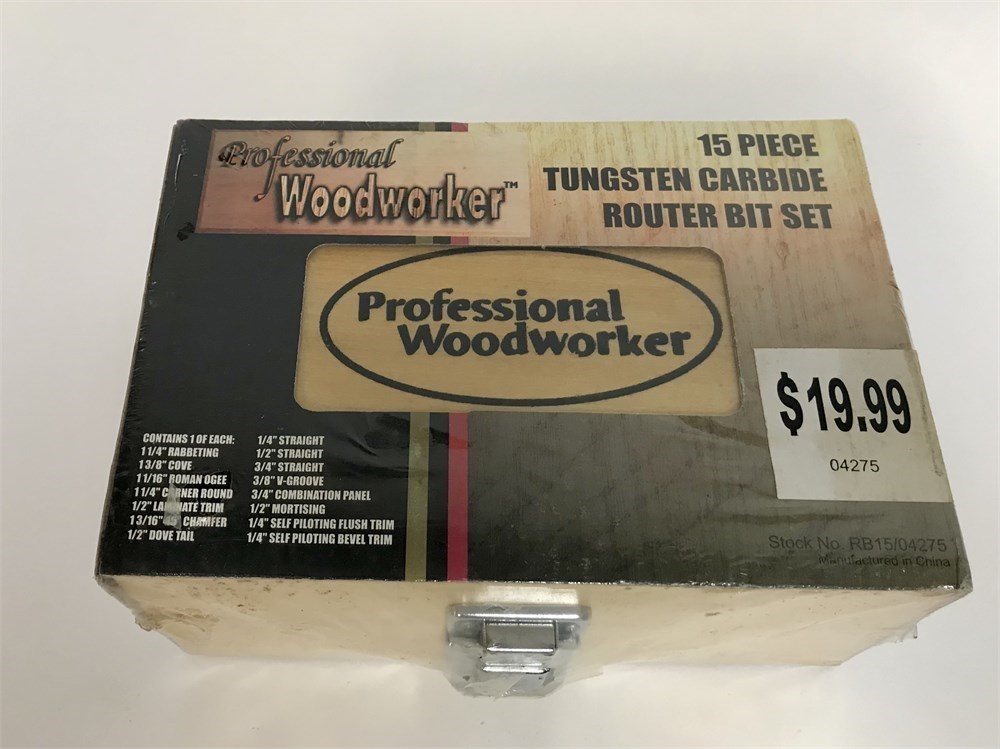 Professional
Woodworker™
15 PIECE
TUNGSTEN CARBIDE
ROUTER BIT SET
Professional
Woodworker
$19.99
04275
CONTAINS 1 OF EACH:
1 1/4" RABBETING
1 3/8" COVE
1 11/16" ROMAN OGEE
1 1/4" CORNER ROUND
1/2" LAMINATE TRIM
1 3/16" 45° CHAMFER
1/2" DOVE TAIL
1/4" STRAIGHT
1/2" STRAIGHT
3/4" STRAIGHT
3/8" V-GROOVE
3/4" COMBINATION PANEL
1/2" MORTISING
1/4" SELF PILOTING FLUSH TRIM
1/4" SELF PILOTING BEVEL TRIM
Stock No. RB15/04275
Manufactured in China